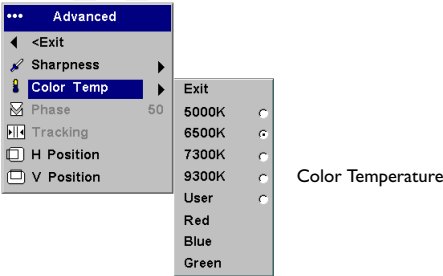 ••• Advanced
<Exit
Sharpness
Color Temp
Phase 50
Tracking
H Position
V Position
Exit
5000K
6500K
7300K
9300K
User
Red
Blue
Green
Color Temperature